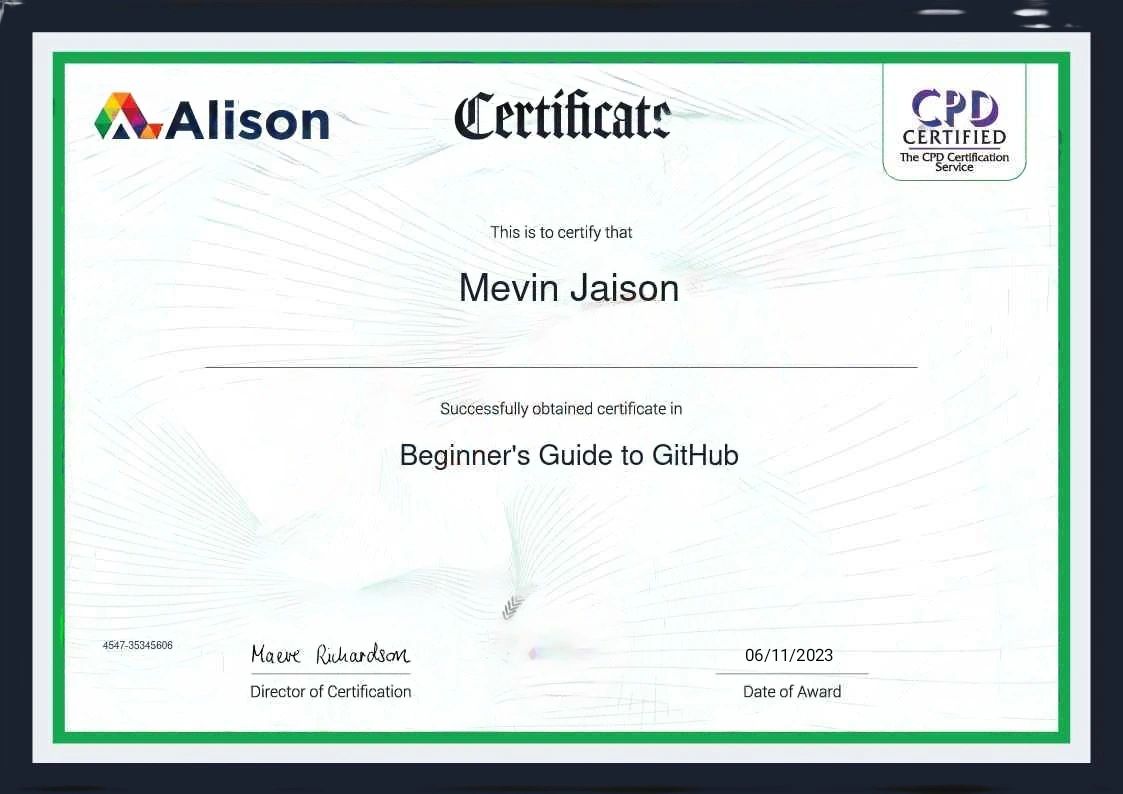 Alison
Certificate
CPD
CERTIFIED
The CPD Certification
Service
This is to certify that
Mevin Jaison
Successfully obtained certificate in
Beginner's Guide to GitHub
4547-35345606
Maeve Richardson
Director of Certification
06/11/2023
Date of Award